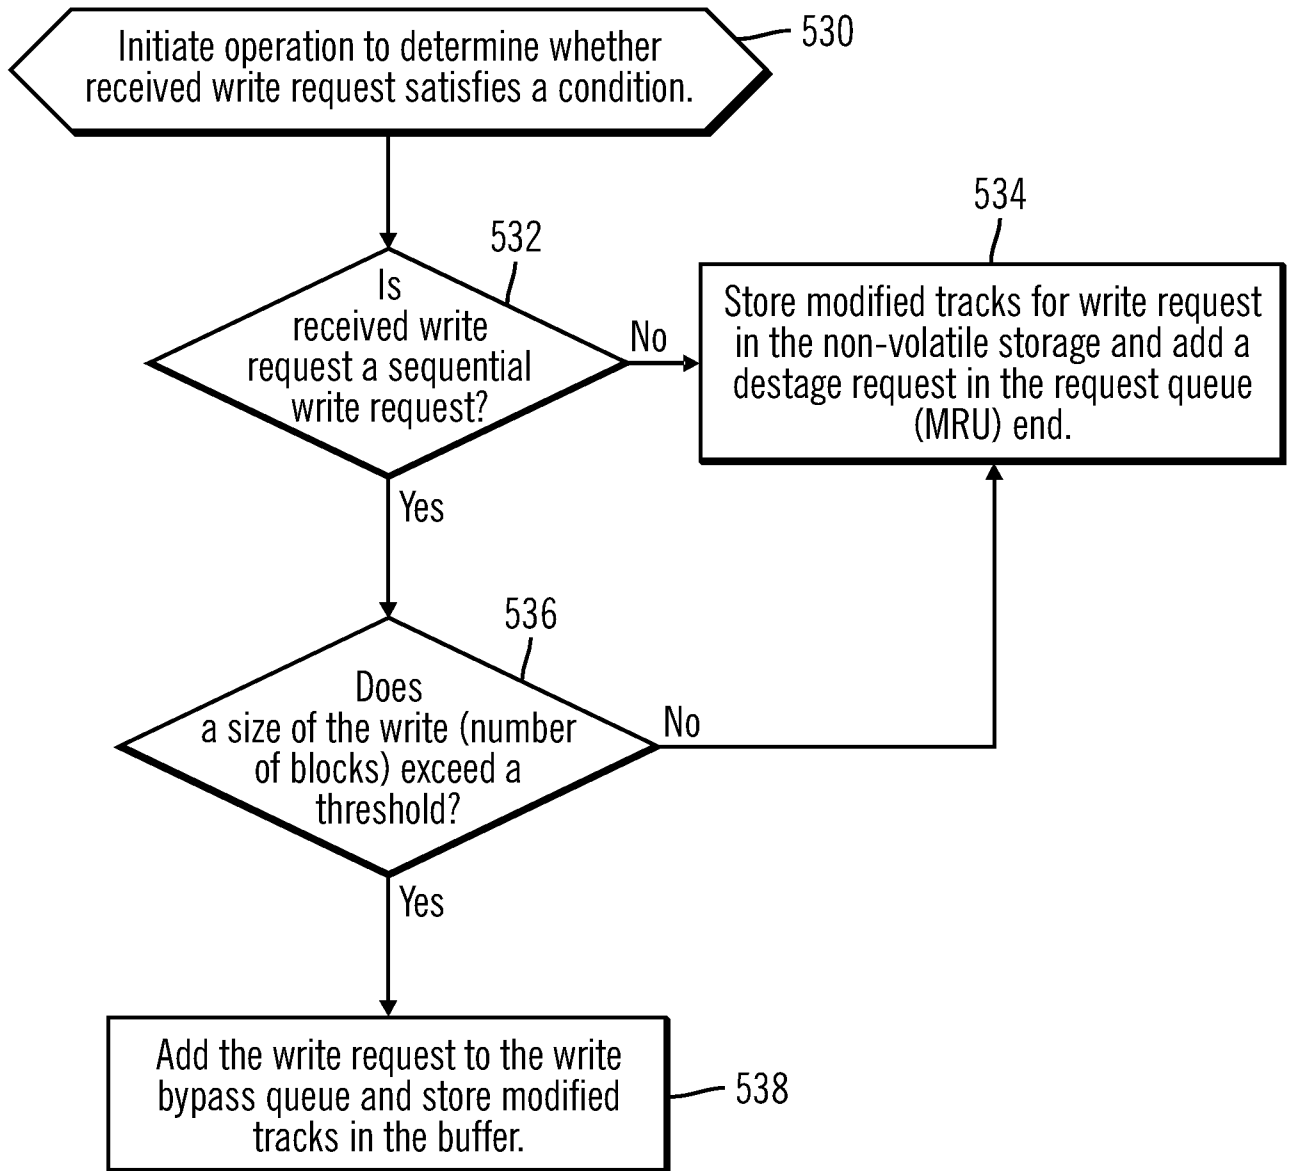 Initiate operation to determine whether
received write request satisfies a condition.
530
532
Is
received write
request a sequential
write request?
No
534
Store modified tracks for write request
in the non-volatile storage and add a
destage request in the request queue
(MRU) end.
Yes
536
Does
a size of the write (number
of blocks) exceed a
threshold?
No
Yes
Add the write request to the write
bypass queue and store modified
tracks in the buffer.
538